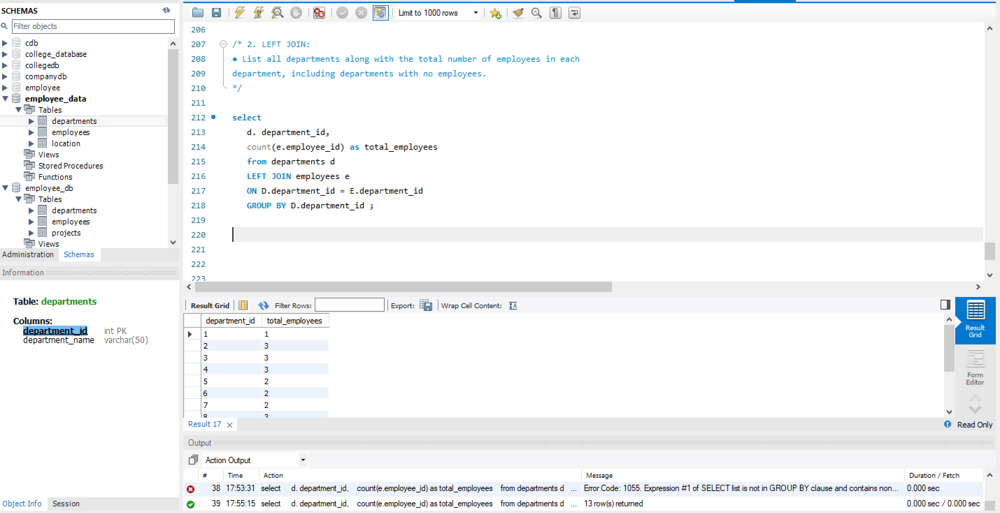 SCHEMAS
Filter objects
cdb
college_database
collegedb
companydb
employee
employee_data
Tables
departments
employees
location
Views
Stored Procedures
Functions
employee_db
Tables
departments
employees
projects
Views
Administration Schemas
Information
Table: departments
Columns:
department_id int PK
department_name varchar(50)
Object Info Session
Limit to 1000 rows
206
207 /* 2. LEFT JOIN:
208 • List all departments along with the total number of employees in each
209 department, including departments with no employees.
210 */
211
212 select
213 d. department_id,
214 count(e.employee_id) as total_employees
215 from departments d
216 LEFT JOIN employees e
217 ON D.department_id = E.department_id
218 GROUP BY D.department_id ;
219
220
221
222
223
Result Grid Filter Rows: Export: Wrap Cell Content:
department_id total_employees
1 1
2 3
3 3
4 3
5 2
6 2
7 2
8 3
Result Grid
Form Editor
Result 17
Read Only
Output
Action Output
# Time Action Message Duration / Fetch
38 17:53:31 select d. department_id, count(e.employee_id) as total_employees from departments d ... Error Code: 1055. Expression #1 of SELECT list is not in GROUP BY clause and contains non... 0.000 sec
39 17:55:15 select d. department_id, count(e.employee_id) as total_employees from departments d ... 13 row(s) returned 0.000 sec / 0.000 sec